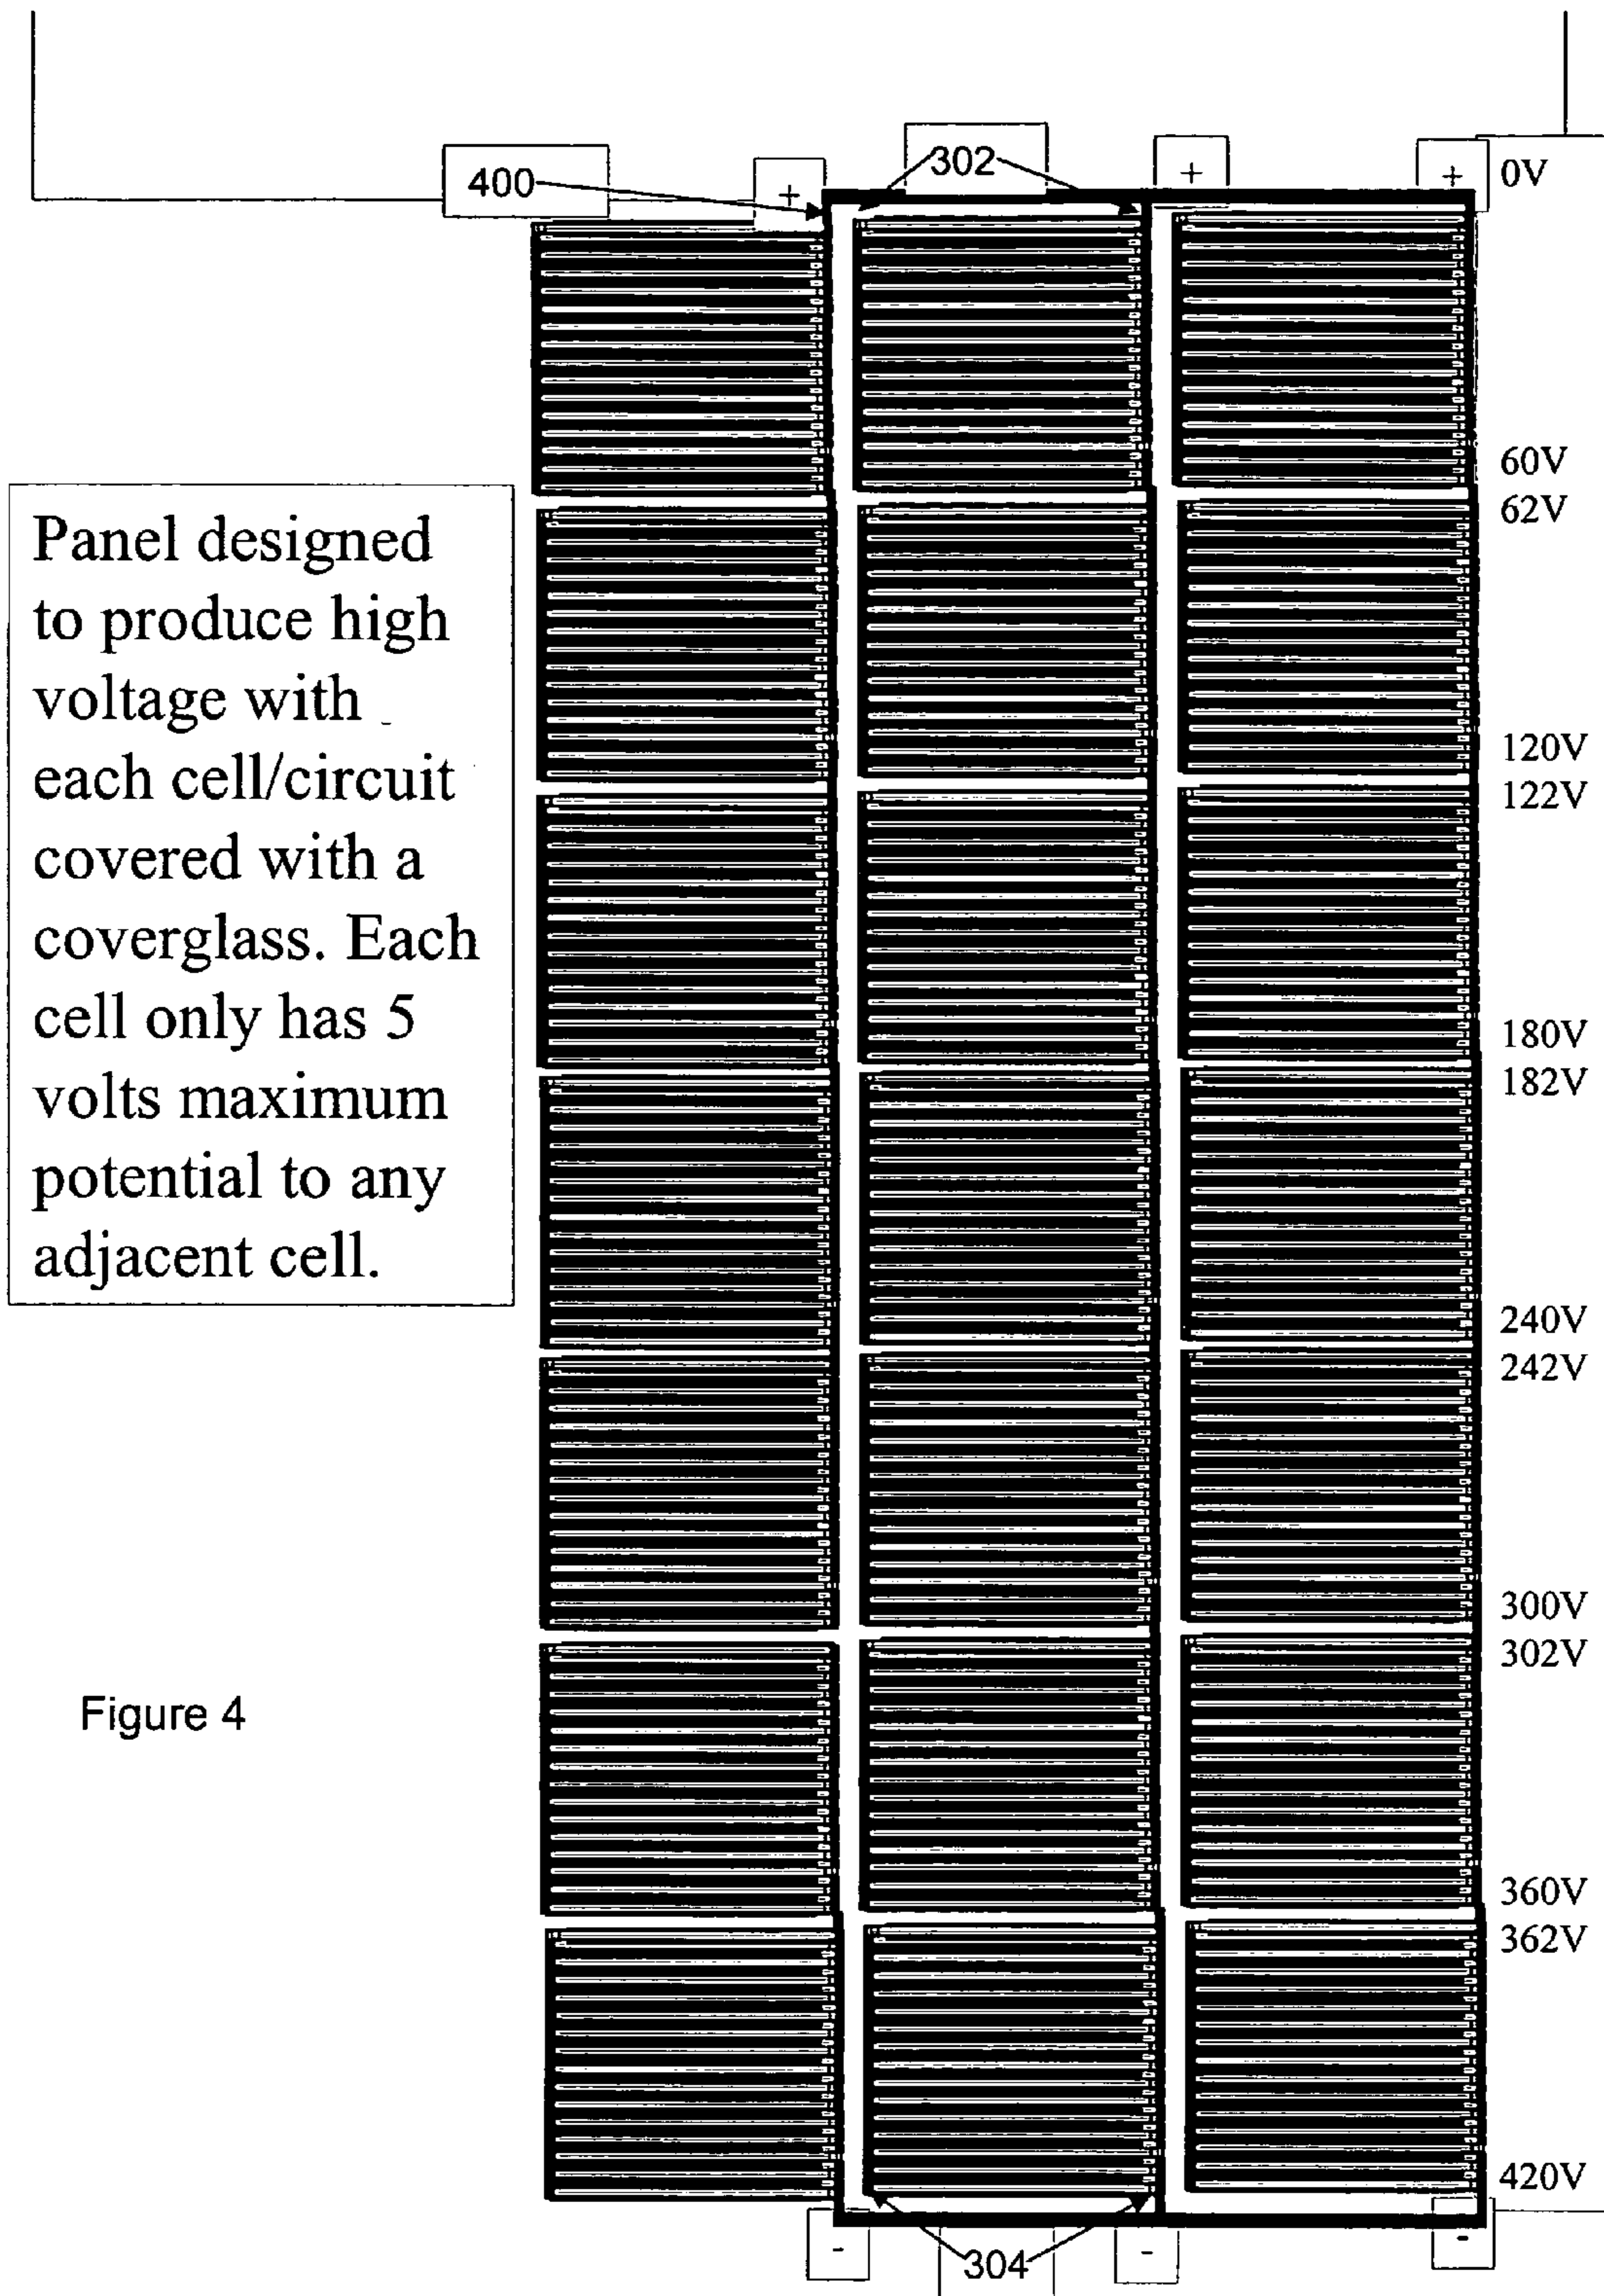 400
302
+
+
+
0V
60V
62V
Panel designed
to produce high
voltage with
each cell/circuit
covered with a
coverglass. Each
cell only has 5
volts maximum
potential to any
adjacent cell.
120V
122V
180V
182V
240V
242V
300V
302V
Figure 4
360V
362V
420V
-
304
-
-